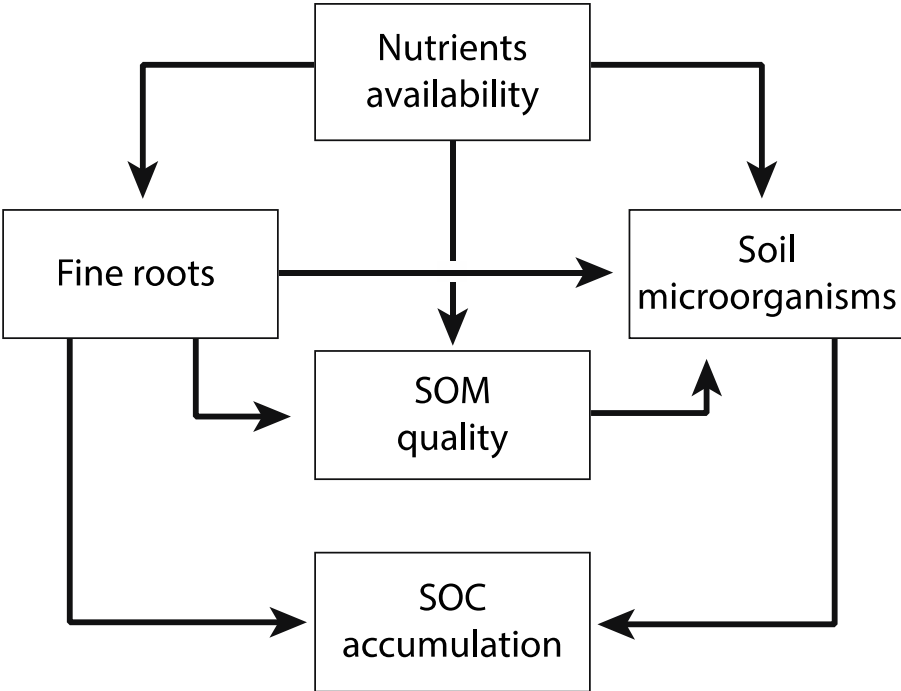 Nutrients
availability
Fine roots
Soil
microorganisms
SOM
quality
SOC
accumulation